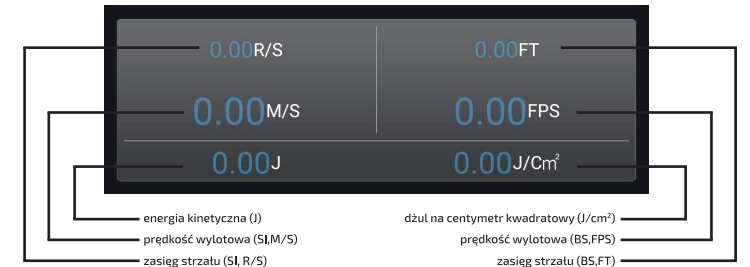 0.00R/S 0.00FT
0.00M/S 0.00FPS
0.00J 0.00J/Cm²
energia kinetyczna (J) dżul na centymetr kwadratowy (J/cm²)
prędkość wylotowa (SI,M/S) prędkość wylotowa (BS,FPS)
zasięg strzału (SI, R/S) zasięg strzału (BS,FT)